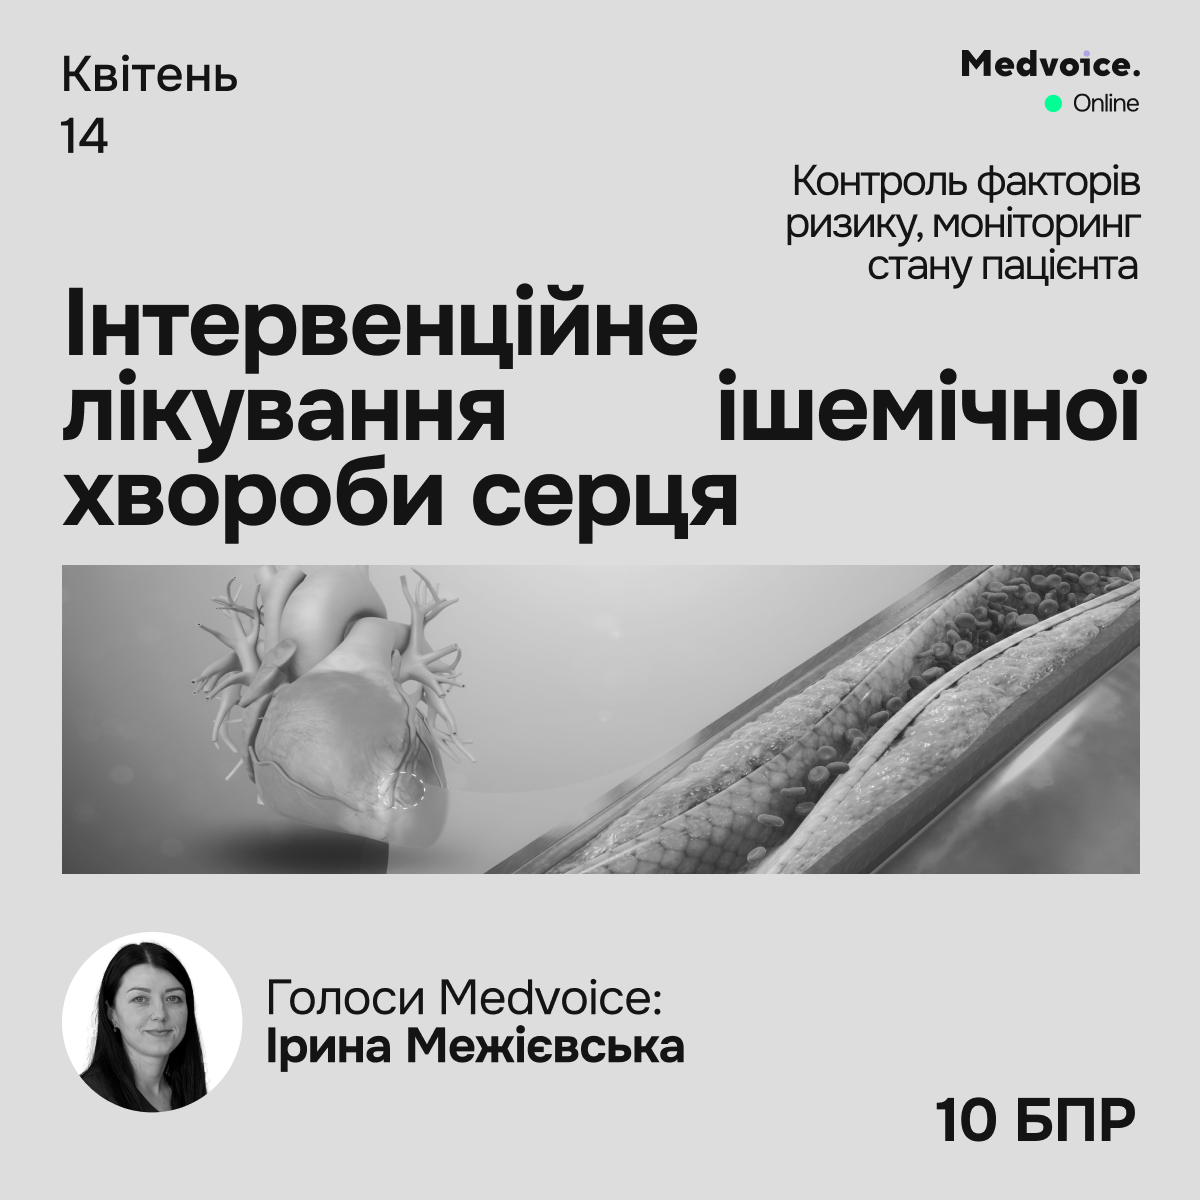 Квітень
14
Medvoice.
Online
Контроль факторів
ризику, моніторинг
стану пацієнта
Інтервенційне
лікування ішемічної
хвороби серця
Голоси Medvoice:
Ірина Межієвська
10 БПР